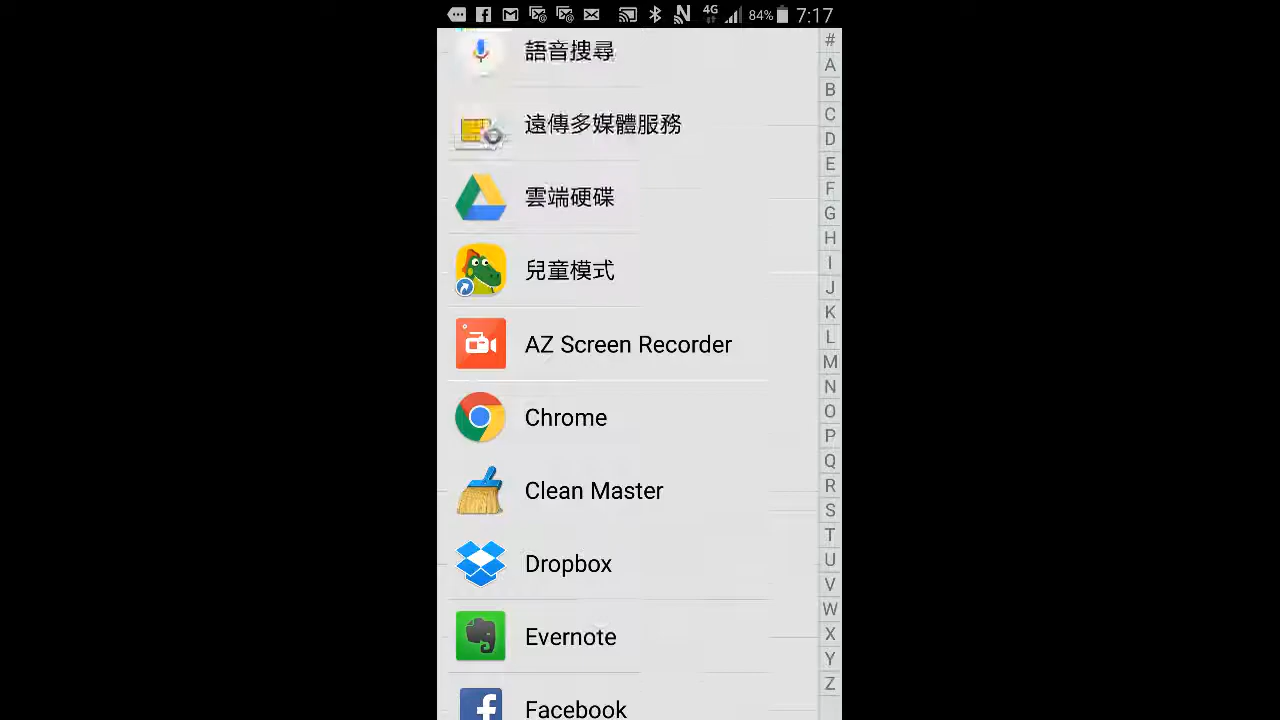 4G 84% 7:17
語音搜尋
遠傳多媒體服務
雲端硬碟
兒童模式
AZ Screen Recorder
Chrome
Clean Master
Dropbox
Evernote
Facebook
#
A
B
C
D
E
F
G
H
I
J
K
L
M
N
O
P
Q
R
S
T
U
V
W
X
Y
Z